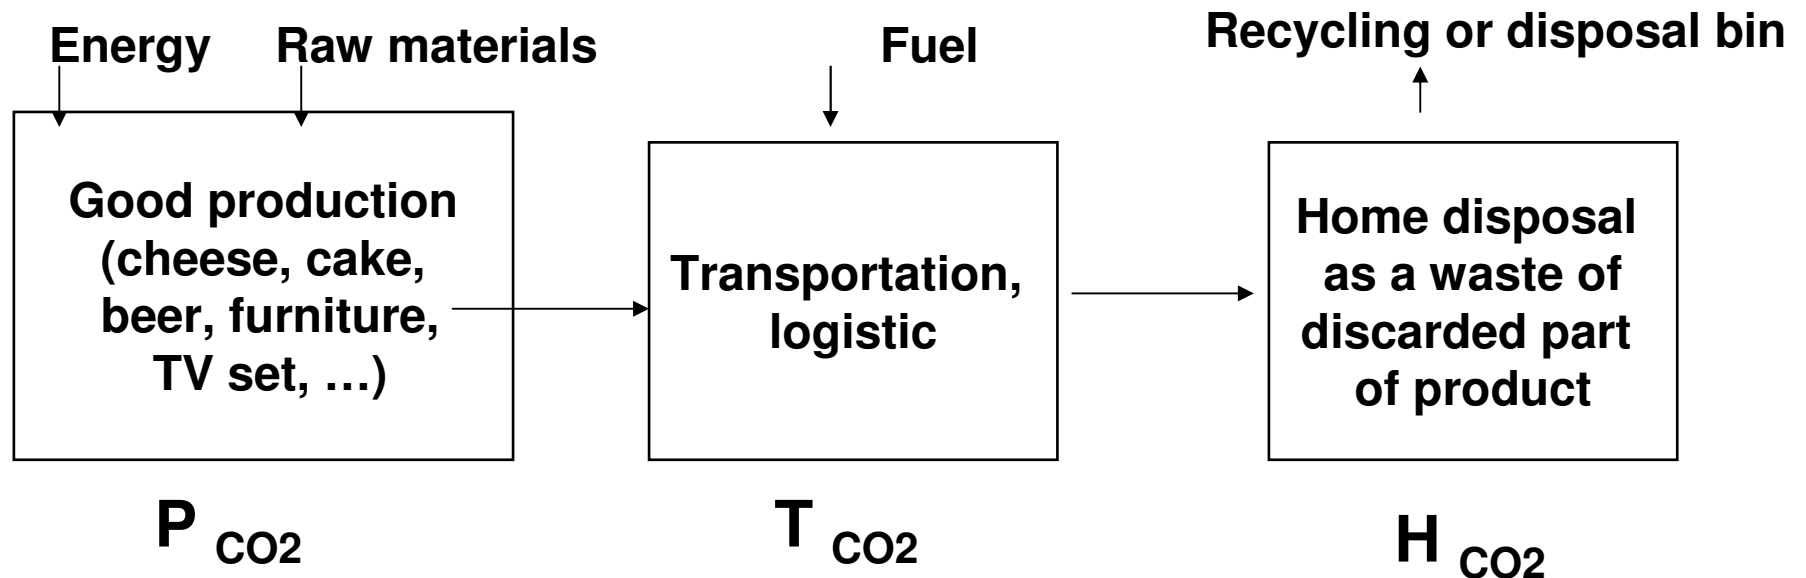 Energy
Raw materials
Fuel
Recycling or disposal bin
Good production
(cheese, cake,
beer, furniture,
TV set, …)
Transportation,
logistic
Home disposal
as a waste of
discarded part
of product
P CO2
T CO2
H CO2